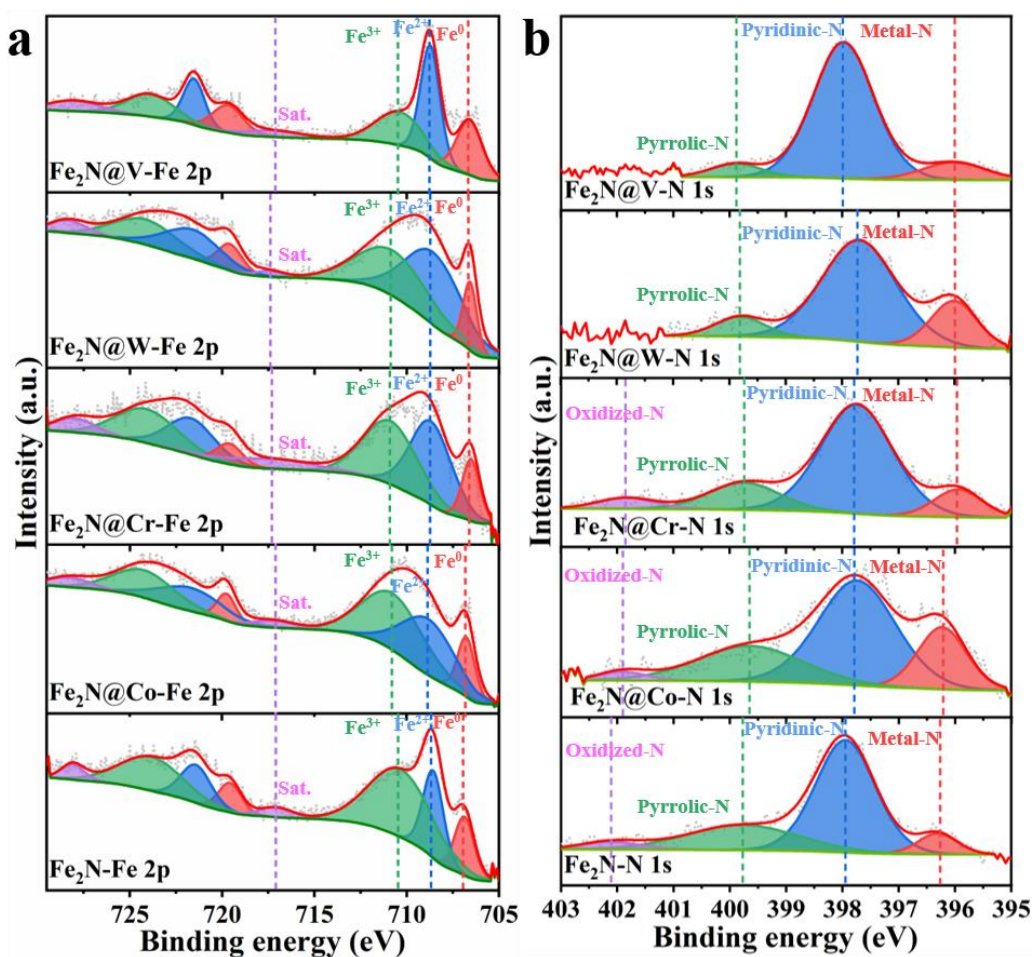 a
Fe³⁺ Fe²⁺ Fe⁰
Sat.
Fe₂N@V-Fe 2p
Fe³⁺ Fe²⁺ Fe⁰
Sat.
Fe₂N@W-Fe 2p
Fe³⁺ Fe²⁺ Fe⁰
Sat.
Fe₂N@Cr-Fe 2p
Fe³⁺ Fe²⁺ Fe⁰
Sat.
Fe₂N@Co-Fe 2p
Fe³⁺ Fe²⁺ Fe⁰
Sat.
Fe₂N-Fe 2p
Intensity (a.u.)
725 720 715 710 705
Binding energy (eV)
b
Pyridinic-N Metal-N
Pyrrolic-N
Fe₂N@V-N 1s
Pyridinic-N Metal-N
Pyrrolic-N
Fe₂N@W-N 1s
Oxidized-N Pyridinic-N Metal-N
Pyrrolic-N
Fe₂N@Cr-N 1s
Oxidized-N Pyridinic-N Metal-N
Pyrrolic-N
Fe₂N@Co-N 1s
Oxidized-N Pyridinic-N Metal-N
Pyrrolic-N
Fe₂N-N 1s
Intensity (a.u.)
403 402 401 400 399 398 397 396 395
Binding energy (eV)